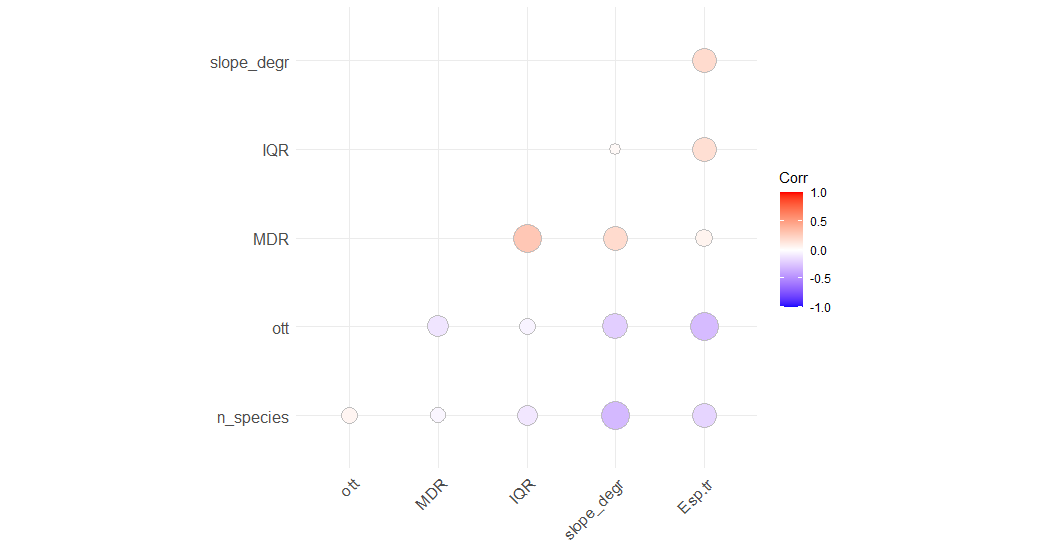 slope_degr
IQR
MDR
ott
n_species
ott
MDR
IQR
slope_degr
Esp.tr
Corr
1.0
0.5
0.0
-0.5
-1.0